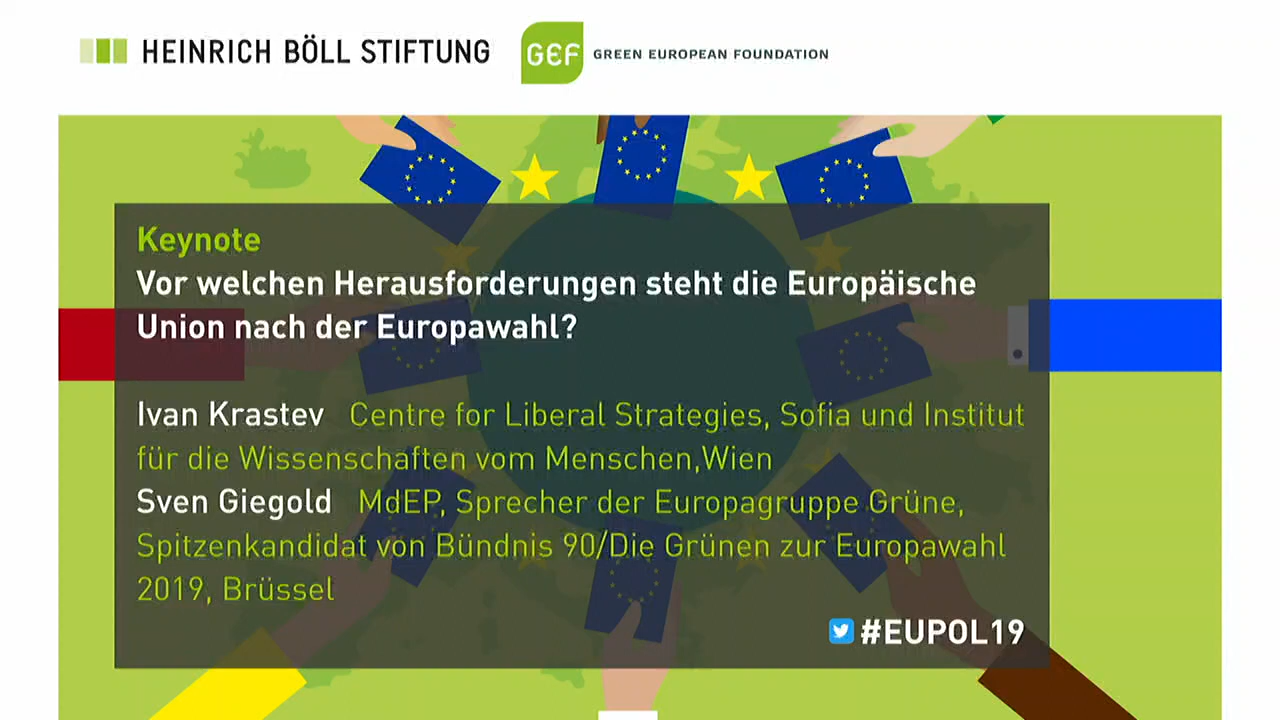 HEINRICH BÖLL STIFTUNG
GEF GREEN EUROPEAN FOUNDATION
Keynote
Vor welchen Herausforderungen steht die Europäische
Union nach der Europawahl?
Ivan Krastev Centre for Liberal Strategies, Sofia und Institut
für die Wissenschaften vom Menschen,Wien
Sven Giegold MdEP, Sprecher der Europagruppe Grüne,
Spitzenkandidat von Bündnis 90/Die Grünen zur Europawahl
2019, Brüssel
#EUPOL19